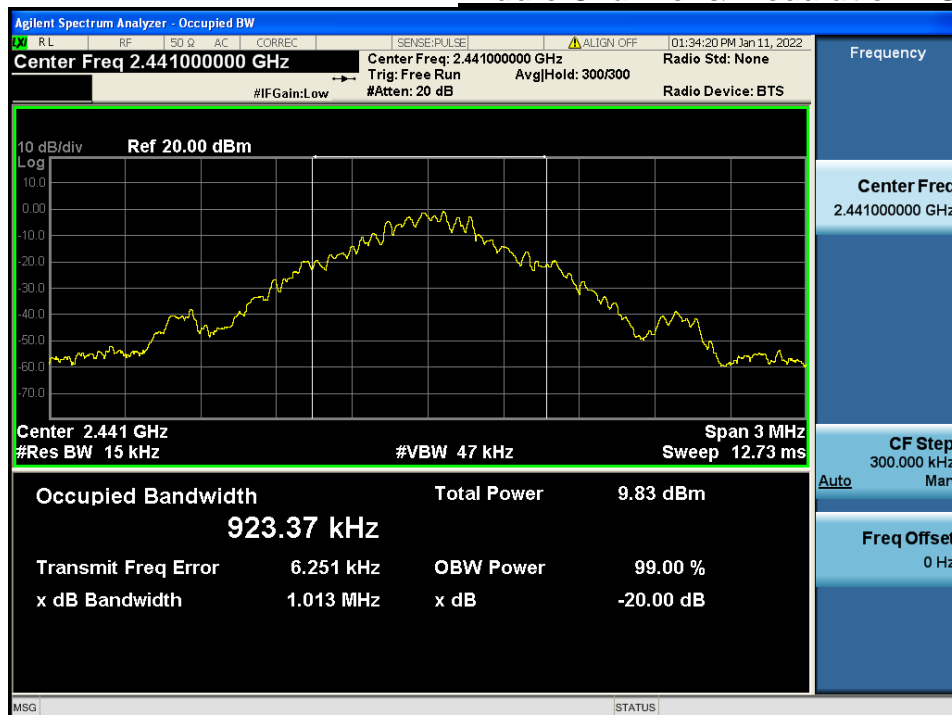 Agilent Spectrum Analyzer - Occupied BW
LXI RL RF 50 Ω AC CORREC SENSE:PULSE ALIGN OFF 01:34:20 PM Jan 11, 2022
Center Freq 2.441000000 GHz
Center Freq: 2.441000000 GHz
Radio Std: None
Trig: Free Run Avg|Hold: 300/300
#IFGain:Low
#Atten: 20 dB
Radio Device: BTS
10 dB/div Ref 20.00 dBm
Log
10.0
0.00
-10.0
-20.0
-30.0
-40.0
-50.0
-60.0
-70.0
Center 2.441 GHz Span 3 MHz
#Res BW 15 kHz #VBW 47 kHz Sweep 12.73 ms
Occupied Bandwidth Total Power 9.83 dBm
923.37 kHz
Transmit Freq Error 6.251 kHz OBW Power 99.00 %
x dB Bandwidth 1.013 MHz x dB -20.00 dB
MSG STATUS
Frequency
Center Freq
2.441000000 GHz
CF Step
300.000 kHz
Auto Man
Freq Offset
0 Hz